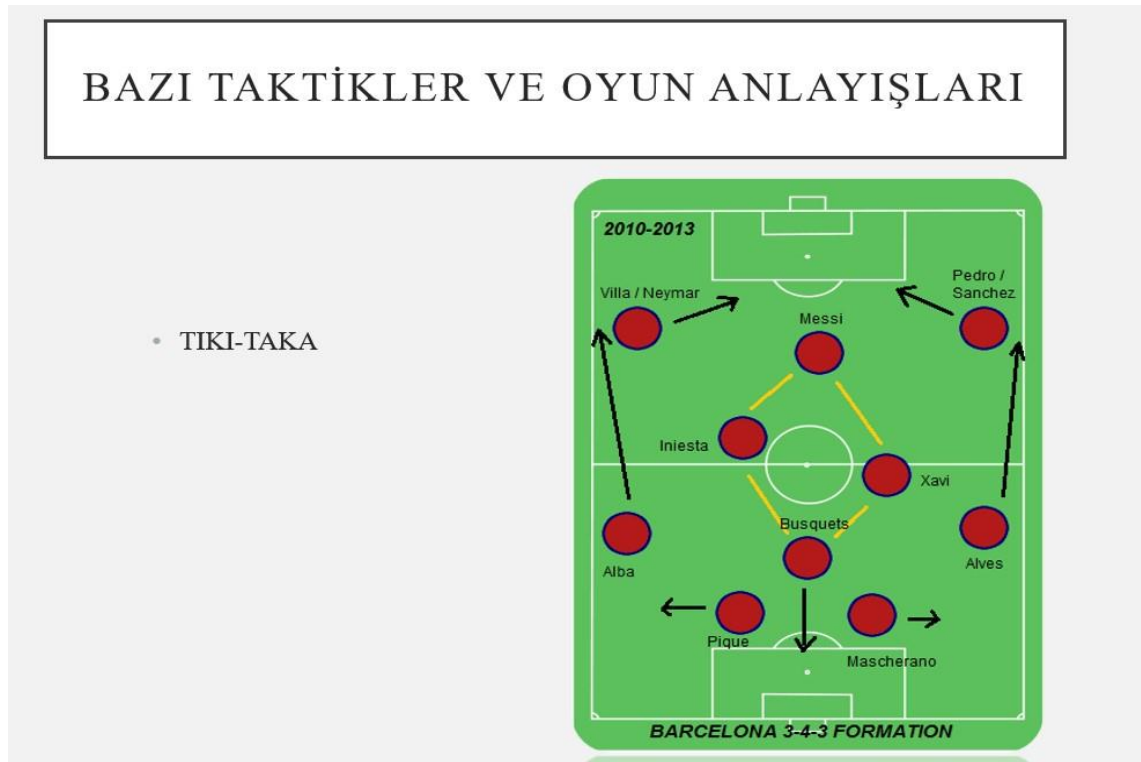 BAZI TAKTİKLER VE OYUN ANLAYIŞLARI
• TIKI-TAKA
2010-2013
Villa / Neymar
Pedro /
Sanchez
Messi
Iniesta
Xavi
Busquets
Alba
Alves
Pique
Mascherano
BARCELONA 3-4-3 FORMATION